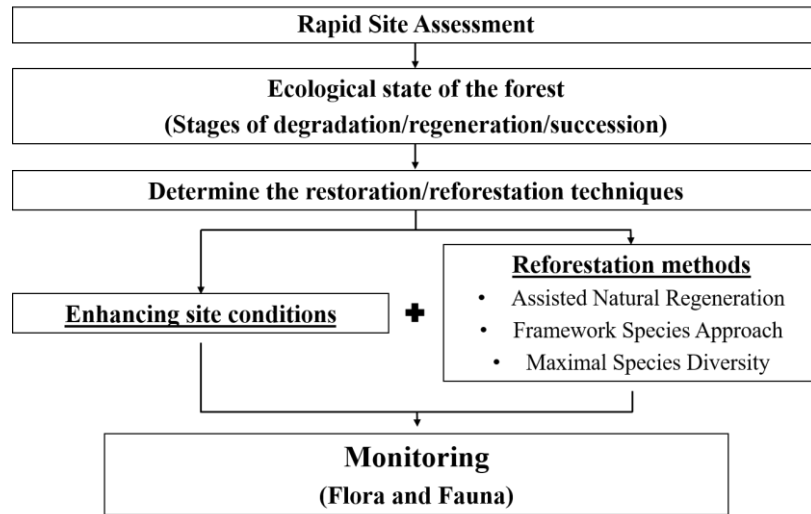 Rapid Site Assessment
Ecological state of the forest
(Stages of degradation/regeneration/succession)
Determine the restoration/reforestation techniques
Enhancing site conditions
Reforestation methods
• Assisted Natural Regeneration
• Framework Species Approach
• Maximal Species Diversity
Monitoring
(Flora and Fauna)